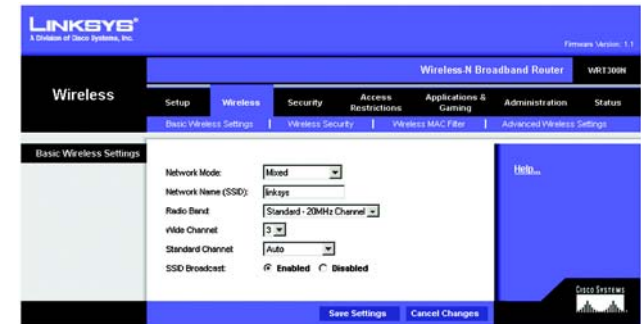 LINKSYS®
A Division of Cisco Systems, Inc.
Firmware Version: 1.1
Wireless-N Broadband Router WRT300N
Wireless
Setup Wireless Security Access Restrictions Applications & Gaming Administration Status
Basic Wireless Settings | Wireless Security | Wireless MAC Filter | Advanced Wireless Settings
Basic Wireless Settings
Help...
Network Mode: Mixed
Network Name (SSID): linksys
Radio Band: Standard - 20MHz Channel
Wide Channel 3
Standard Channel Auto
SSID Broadcast: Enabled Disabled
CISCO SYSTEMS
Save Settings Cancel Changes